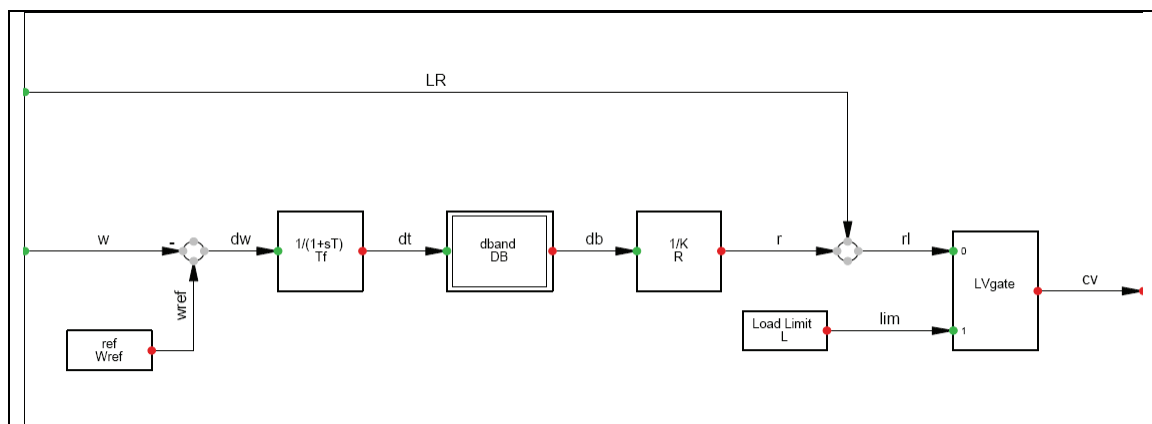 LR
w
-
dw
1/(1+sT)
Tf
dt
dband
DB
db
1/K
R
r
rl
0
LVgate
cv
1
wref
ref
Wref
Load Limit
L
lim